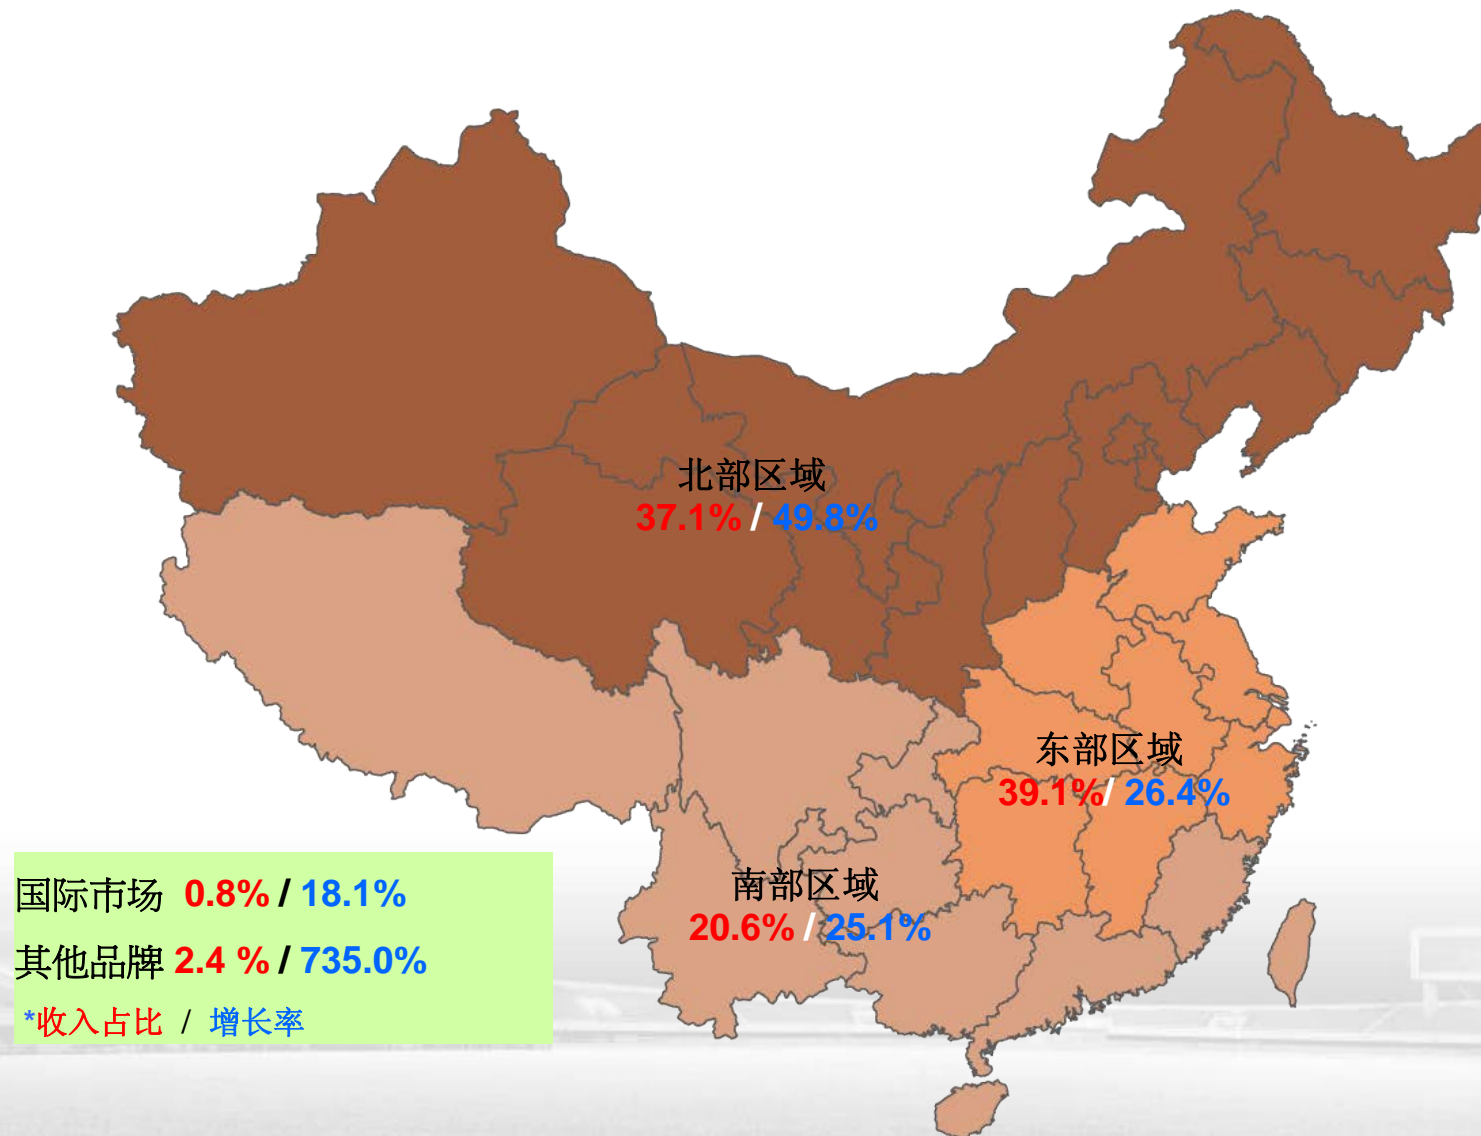 北部区域
37.1% / 49.8%
东部区域
39.1%/ 26.4%
南部区域
20.6% / 25.1%
国际市场 0.8% / 18.1%
其他品牌 2.4 % / 735.0%
*收入占比 / 增长率